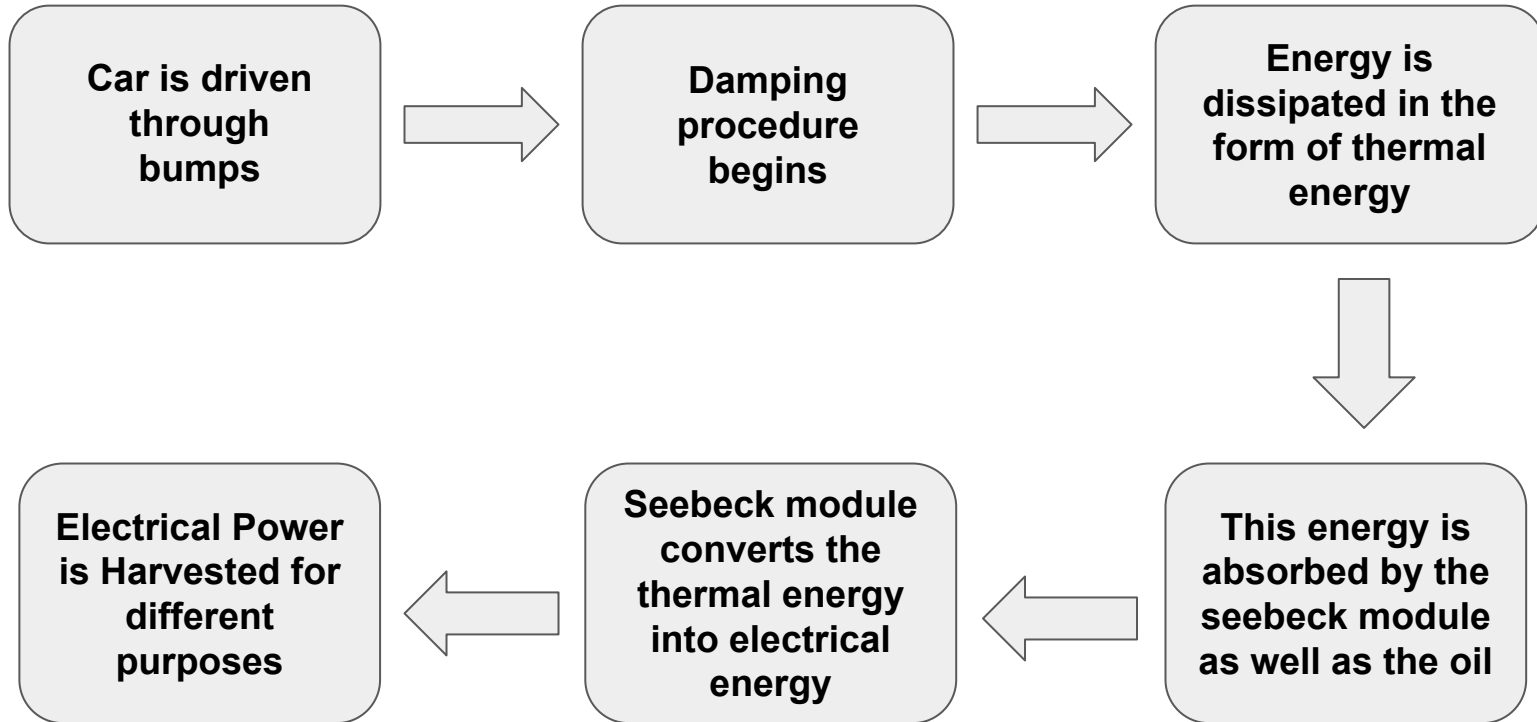 Car is driven
through
bumps
Damping
procedure
begins
Energy is
dissipated in the
form of thermal
energy
This energy is
absorbed by the
seebeck module
as well as the oil
Seebeck module
converts the
thermal energy
into electrical
energy
Electrical Power
is Harvested for
different
purposes